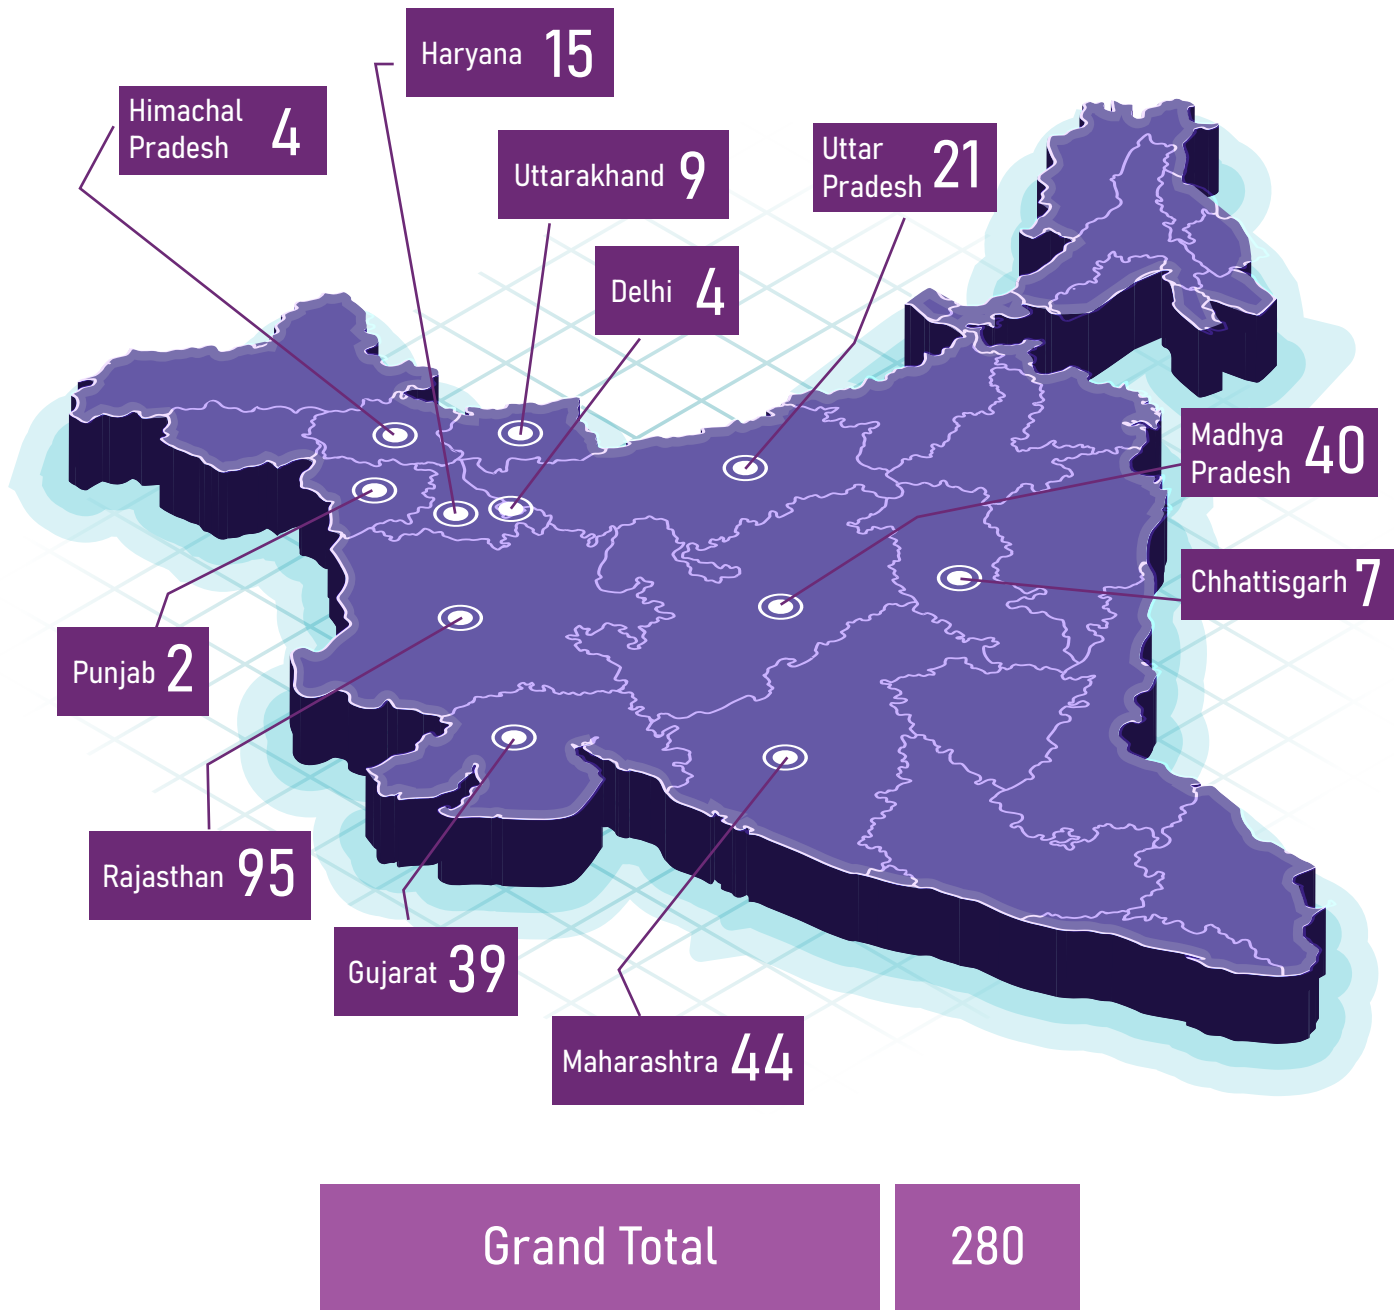 Haryana 15
Himachal
Pradesh 4
Uttarakhand 9
Uttar
Pradesh 21
Delhi 4
Madhya
Pradesh 40
Chhattisgarh 7
Punjab 2
Rajasthan 95
Gujarat 39
Maharashtra 44
Grand Total 280